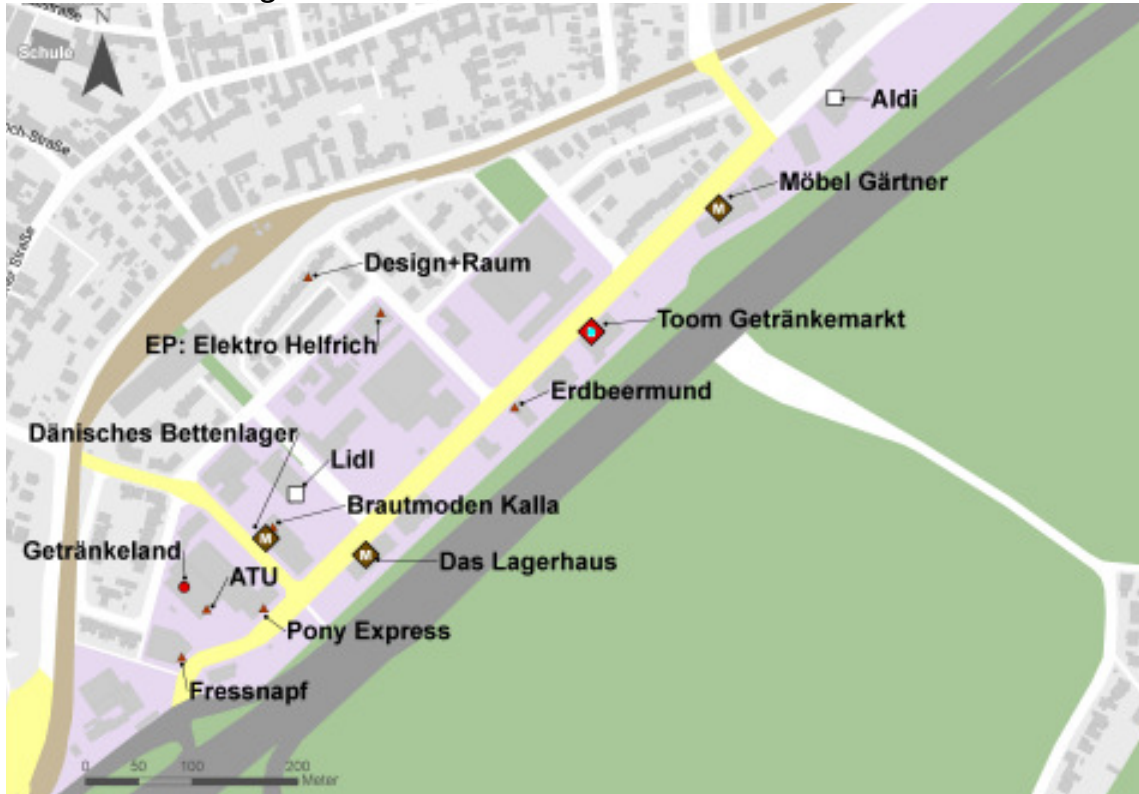 N
Schule
Aldi
Möbel Gärtner
Design+Raum
Toom Getränkemarkt
EP: Elektro Helfrich
Erdbeermund
Dänisches Bettenlager
Lidl
Brautmoden Kalla
Getränkeland
Das Lagerhaus
ATU
Pony Express
Fressnapf
M
M
M
0 50 100 200
Meter